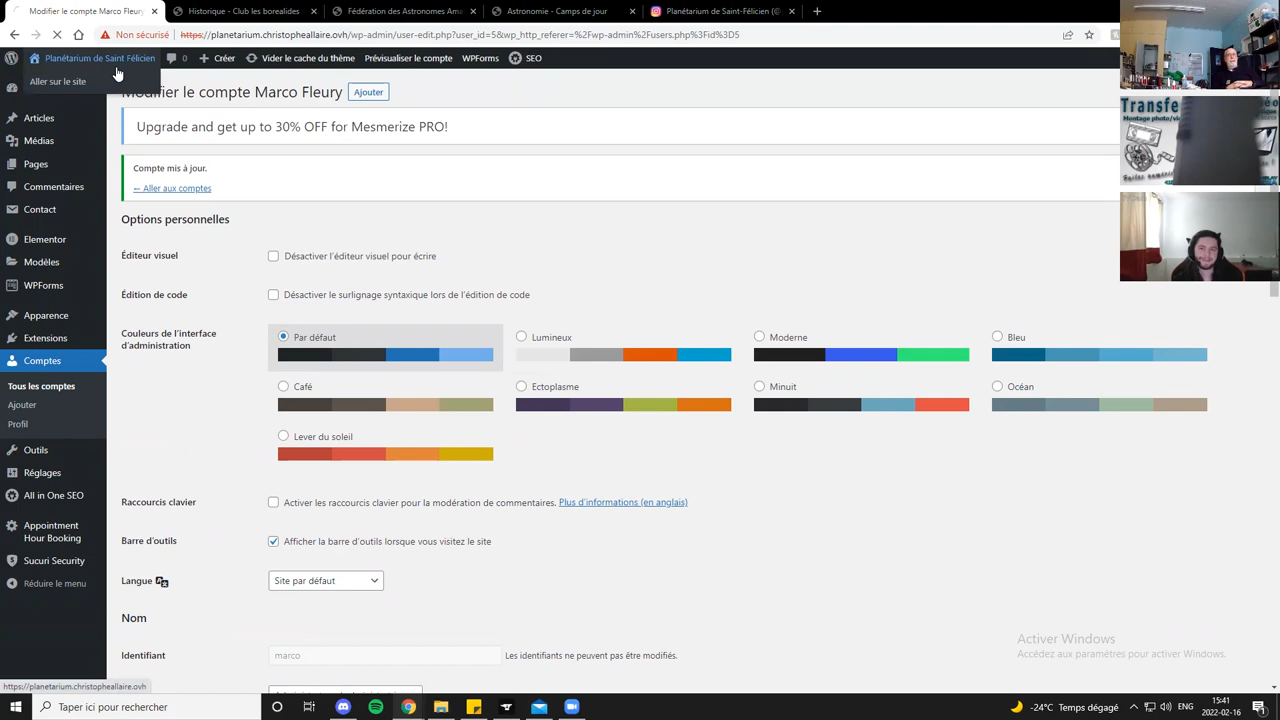 Modifier le compte Marco Fleury
Historique - Club les borealides
Fédération des Astronomes Ama
Astronomie - Camps de jour
Planétarium de Saint-Félicien (@
Non sécurisé
https://planetarium.christopheallaire.ovh/wp-admin/user-edit.php?user_id=5&wp_http_referer=%2Fwp-admin%2Fusers.php%3Fid%3D5
Planétarium de Saint Félicien
0
Créer
Vider le cache du thème
Prévisualiser le compte
WPForms
SEO
Aller sur le site
Modifier le compte Marco Fleury
Ajouter
Upgrade and get up to 30% OFF for Mesmerize PRO!
Compte mis à jour.
← Aller aux comptes
Articles
Médias
Pages
Commentaires
Contact
Elementor
Modèles
WPForms
Apparence
Extensions
Comptes
Tous les comptes
Ajouter
Profil
Outils
Réglages
All in One SEO
Appointment
Hour Booking
Sucuri Security
Réduire le menu
Options personnelles
Éditeur visuel
Désactiver l'éditeur visuel pour écrire
Édition de code
Désactiver le surlignage syntaxique lors de l'édition de code
Couleurs de l'interface
d'administration
Par défaut
Lumineux
Moderne
Bleu
Café
Ectoplasme
Minuit
Océan
Lever du soleil
Raccourcis clavier
Activer les raccourcis clavier pour la modération de commentaires. Plus d'informations (en anglais)
Barre d'outils
Afficher la barre d'outils lorsque vous visitez le site
Langue
Site par défaut
Nom
Identifiant
marco
Les identifiants ne peuvent pas être modifiés.
Transfe
Montage photo/vi
Activer Windows
Accédez aux paramètres pour activer Windows.
https://planetarium.christopheallaire.ovh
Taper ici pour rechercher
-24°C Temps dégagé
ENG
15:41
2022-02-16
1